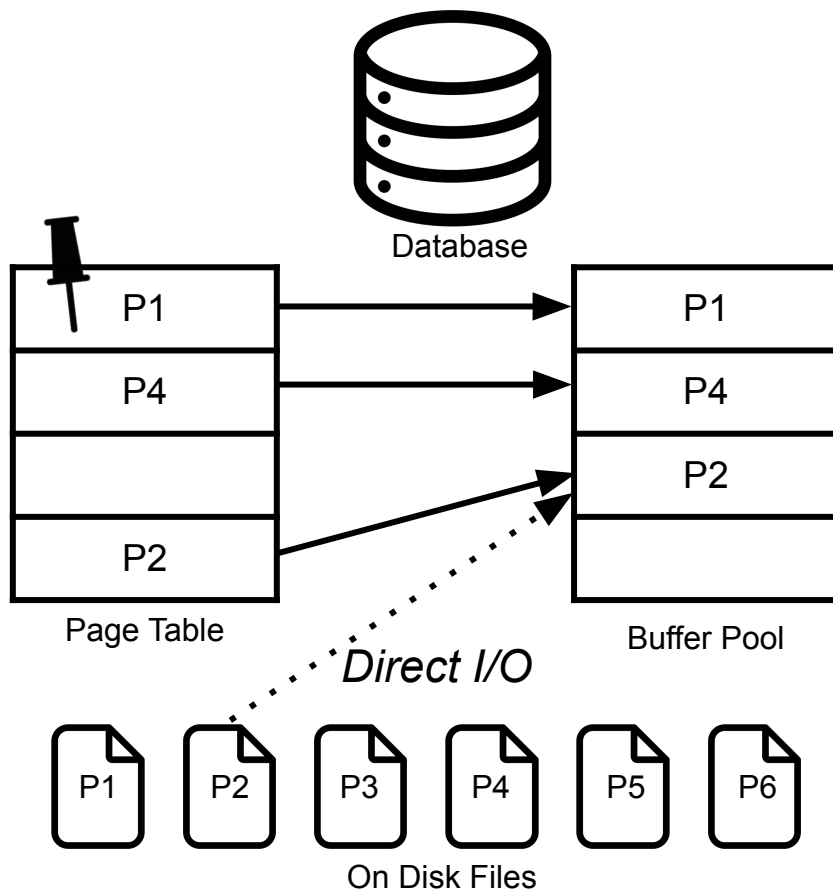 Database
P1
P4
P2
Page Table
P1
P4
P2
Buffer Pool
Direct I/O
P1
P2
P3
P4
P5
P6
On Disk Files